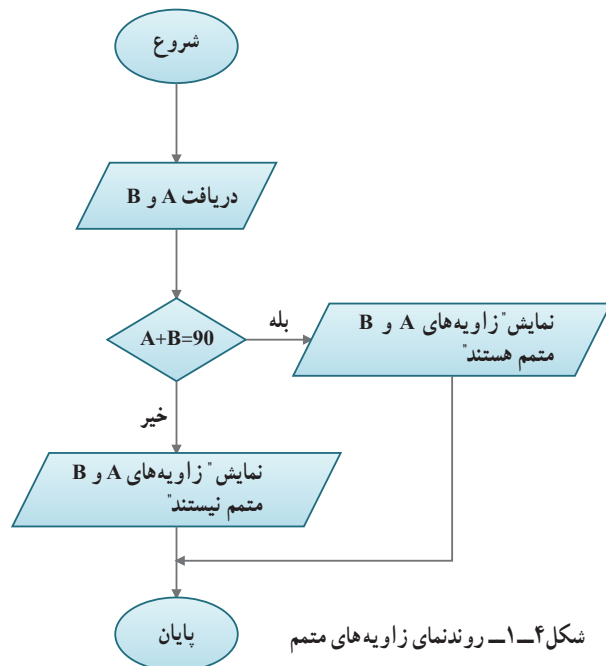 شروع
دریافت A و B
A+B=90
بله
نمایش" زاویه‌های A و B
متمم هستند"
خیر
نمایش" زاویه‌های A و B
متمم نیستند"
پایان
شکل۴ــ۱ــ روندنمای زاویه‌های متمم